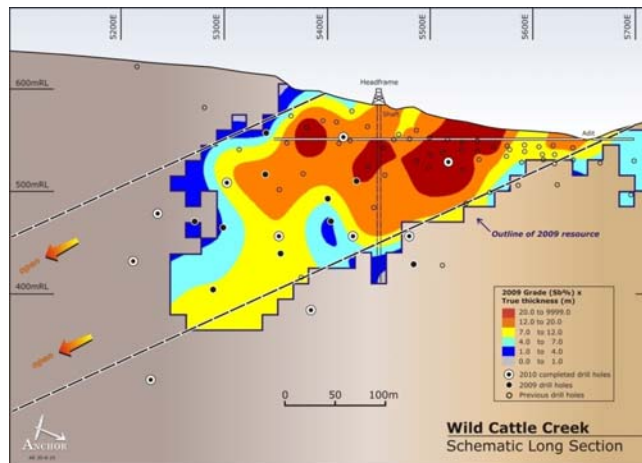 5200E 5300E 5400E 5500E 5600E 5700E
600mRL
Headframe
Shaft
Adit
500mRL
Outline of 2009 resource
open
400mRL
2009 Grade (Sb%) x
True thickness (m)
20.0 to 9999.0
12.0 to 20.0
7.0 to 12.0
4.0 to 7.0
1.0 to 4.0
0.0 to 1.0
2010 completed drill holes
2009 drill holes
Previous drill holes
open
0 50 100m
Wild Cattle Creek
Schematic Long Section
ANCHOR